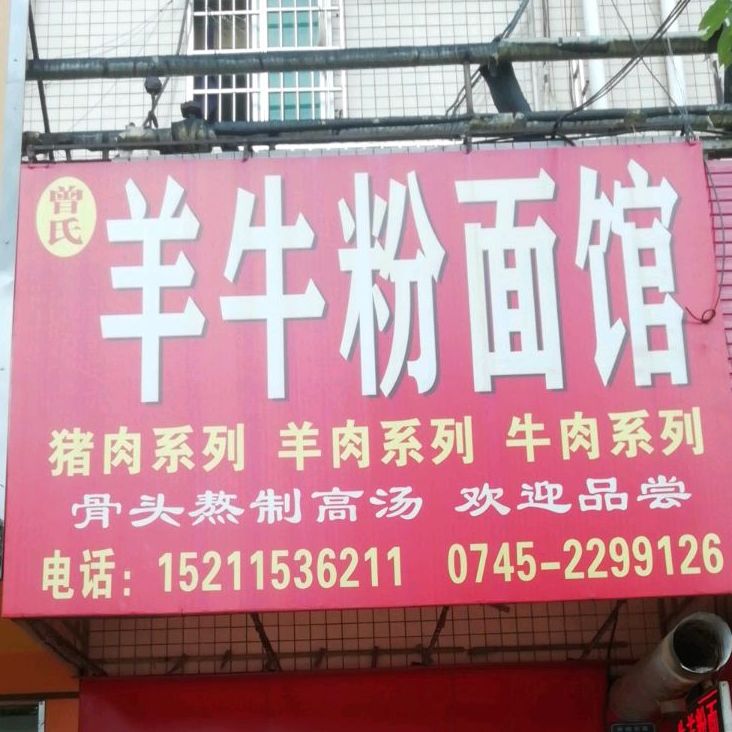 曾氏
羊牛粉面馆
猪肉系列 羊肉系列 牛肉系列
骨头熬制高汤 欢迎品尝
电话：15211536211 0745-2299126